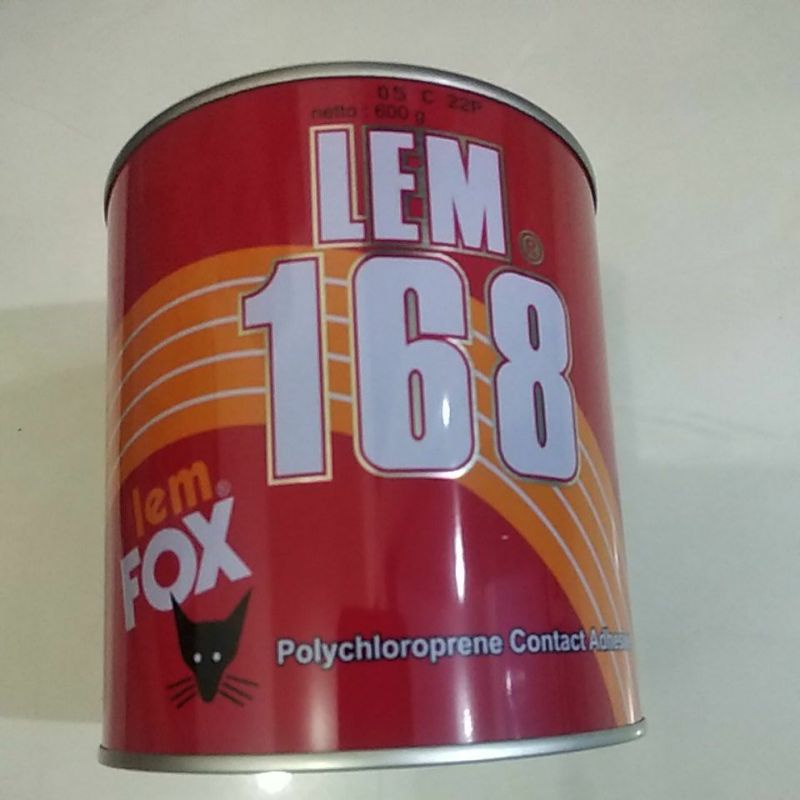 05 C 22P
netto : 600 g
LEM
®
168
lem®
FOX
Polychloroprene Contact